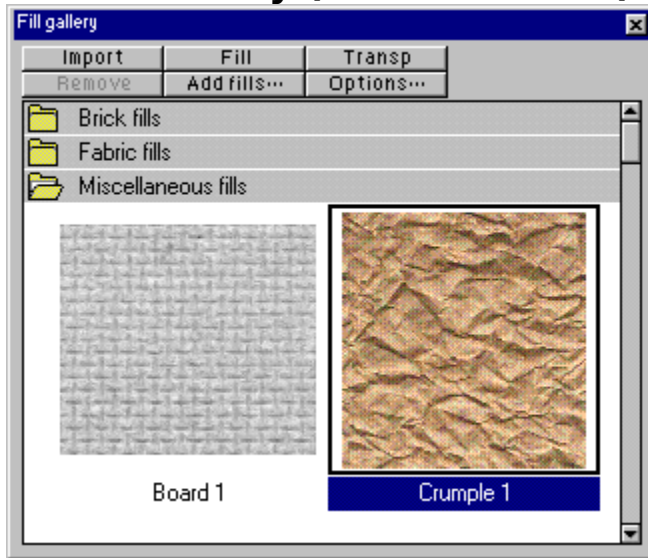 Fill gallery
Import Fill Transp
Remove Add fills... Options...
Brick fills
Fabric fills
Miscellaneous fills
Board 1 Crumple 1